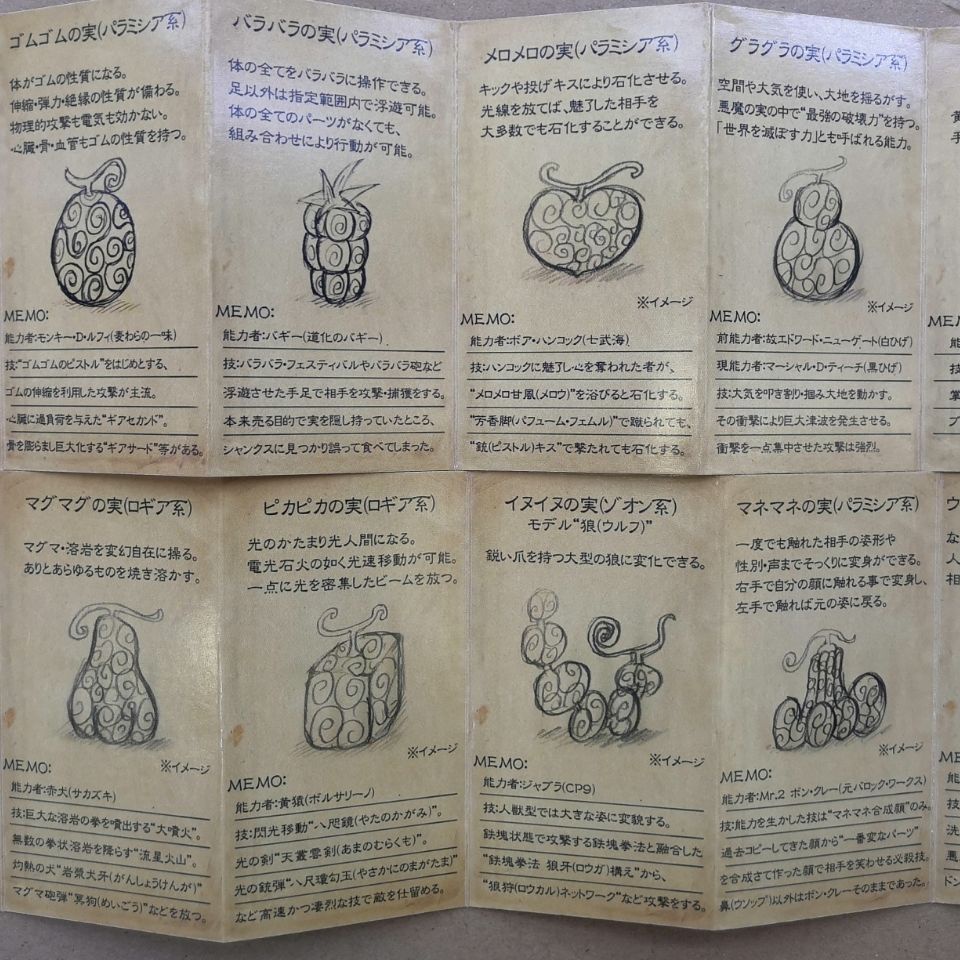 ゴムゴムの実(パラミシア系)
体がゴムの性質になる。
伸縮・弾力・絶縁の性質が備わる。
物理的攻撃も電気も効かない。
心臓・骨・血管もゴムの性質を持つ。
MEMO:
能力者:モンキー・D・ルフィ(麦わらの一味)
技:“ゴムゴムのピストル”をはじめとする、
ゴムの伸縮を利用した攻撃が主流。
心臓に過負荷を与えた“ギアセカンド”、
骨を膨らまし巨大化する“ギアサード”等がある。
バラバラの実(パラミシア系)
体の全てをバラバラに操作できる。
足以外は指定範囲内で浮遊可能。
体の全てのパーツがなくても、
組み合わせにより行動が可能。
MEMO:
能力者:バギー(道化のバギー)
技:バラバラ・フェスティバルやバラバラ砲など
浮遊させた手足で相手を攻撃・捕獲をする。
本来売る目的で実を隠し持っていたところ、
シャンクスに見つかり誤って食べてしまった。
メロメロの実(パラミシア系)
キックや投げキスにより石化させる。
光線を放てば、魅了した相手を
大多数でも石化することができる。
※イメージ
MEMO:
能力者:ボア・ハンコック(七武海)
技:ハンコックに魅了し心を奪われた者が、
“メロメロ甘風(メロウ)”を浴びると石化する。
“芳香脚(パフューム・フェムル)”で蹴られても、
“銃(ピストル)キス”で撃たれても石化する。
グラグラの実(パラミシア系)
空間や大気を使い、大地を揺るがす。
悪魔の実の中で“最強の破壊力”を持つ。
「世界を滅ぼす力」とも呼ばれる能力。
※イメージ
MEMO:
前能力者:故エドワード・ニューゲート(白ひげ)
現能力者:マーシャル・D・ティーチ(黒ひげ)
技:大気を叩き割り・掴み大地を動かす。
その衝撃により巨大津波を発生させる。
衝撃を一点集中させた攻撃は強烈。
マグマグの実(ロギア系)
マグマ・溶岩を変幻自在に操る。
ありとあらゆるものを焼き溶かす。
※イメージ
MEMO:
能力者:赤犬(サカズキ)
技:巨大な溶岩の拳を噴出する“大噴火”。
無数の拳状溶岩を降らす“流星火山”。
灼熱の犬“岩漿犬牙(がんしょうけんが)”
マグマ砲弾“冥狗(めいごう)”などを放つ。
ピカピカの実(ロギア系)
光のかたまり光人間になる。
電光石火の如く光速移動が可能。
一点に光を密集したビームを放つ。
※イメージ
MEMO:
能力者:黄猿(ボルサリーノ)
技:閃光移動“八咫鏡(やたのかがみ)”。
光の剣“天叢雲剣(あまのむらくも)”。
光の銃弾“八尺瓊勾玉(やさかにのまがたま)”
など高速かつ凄烈な技で敵を仕留める。
イヌイヌの実(ゾオン系)
モデル“狼(ウルフ)”
鋭い爪を持つ大型の狼に変化できる。
※イメージ
MEMO:
能力者:ジャブラ(CP9)
技:人獣型では大きな姿に変貌する。
鉄塊状態で攻撃する鉄塊拳法と融合した
“鉄塊拳法 狼牙(ロウガ)構え”から、
“狼狩(ロウカル)ネットワーク”など攻撃をする。
マネマネの実(パラミシア系)
一度でも触れた相手の姿形や
性別・声までそっくりに変身ができる。
右手で自分の顔に触れる事で変身し、
左手で触れば元の姿に戻る。
※イメージ
MEMO:
能力者:Mr.2 ボン・クレー(元バロック・ワークス)
技:能力を生かした技は“マネマネ合成顔”のみ。
過去コピーしてきた顔から“一番変なパーツ”
を合成させて作った顔で相手を笑わせる必殺技。
鼻(ウソップ)以外はボン・クレーそのままであった。